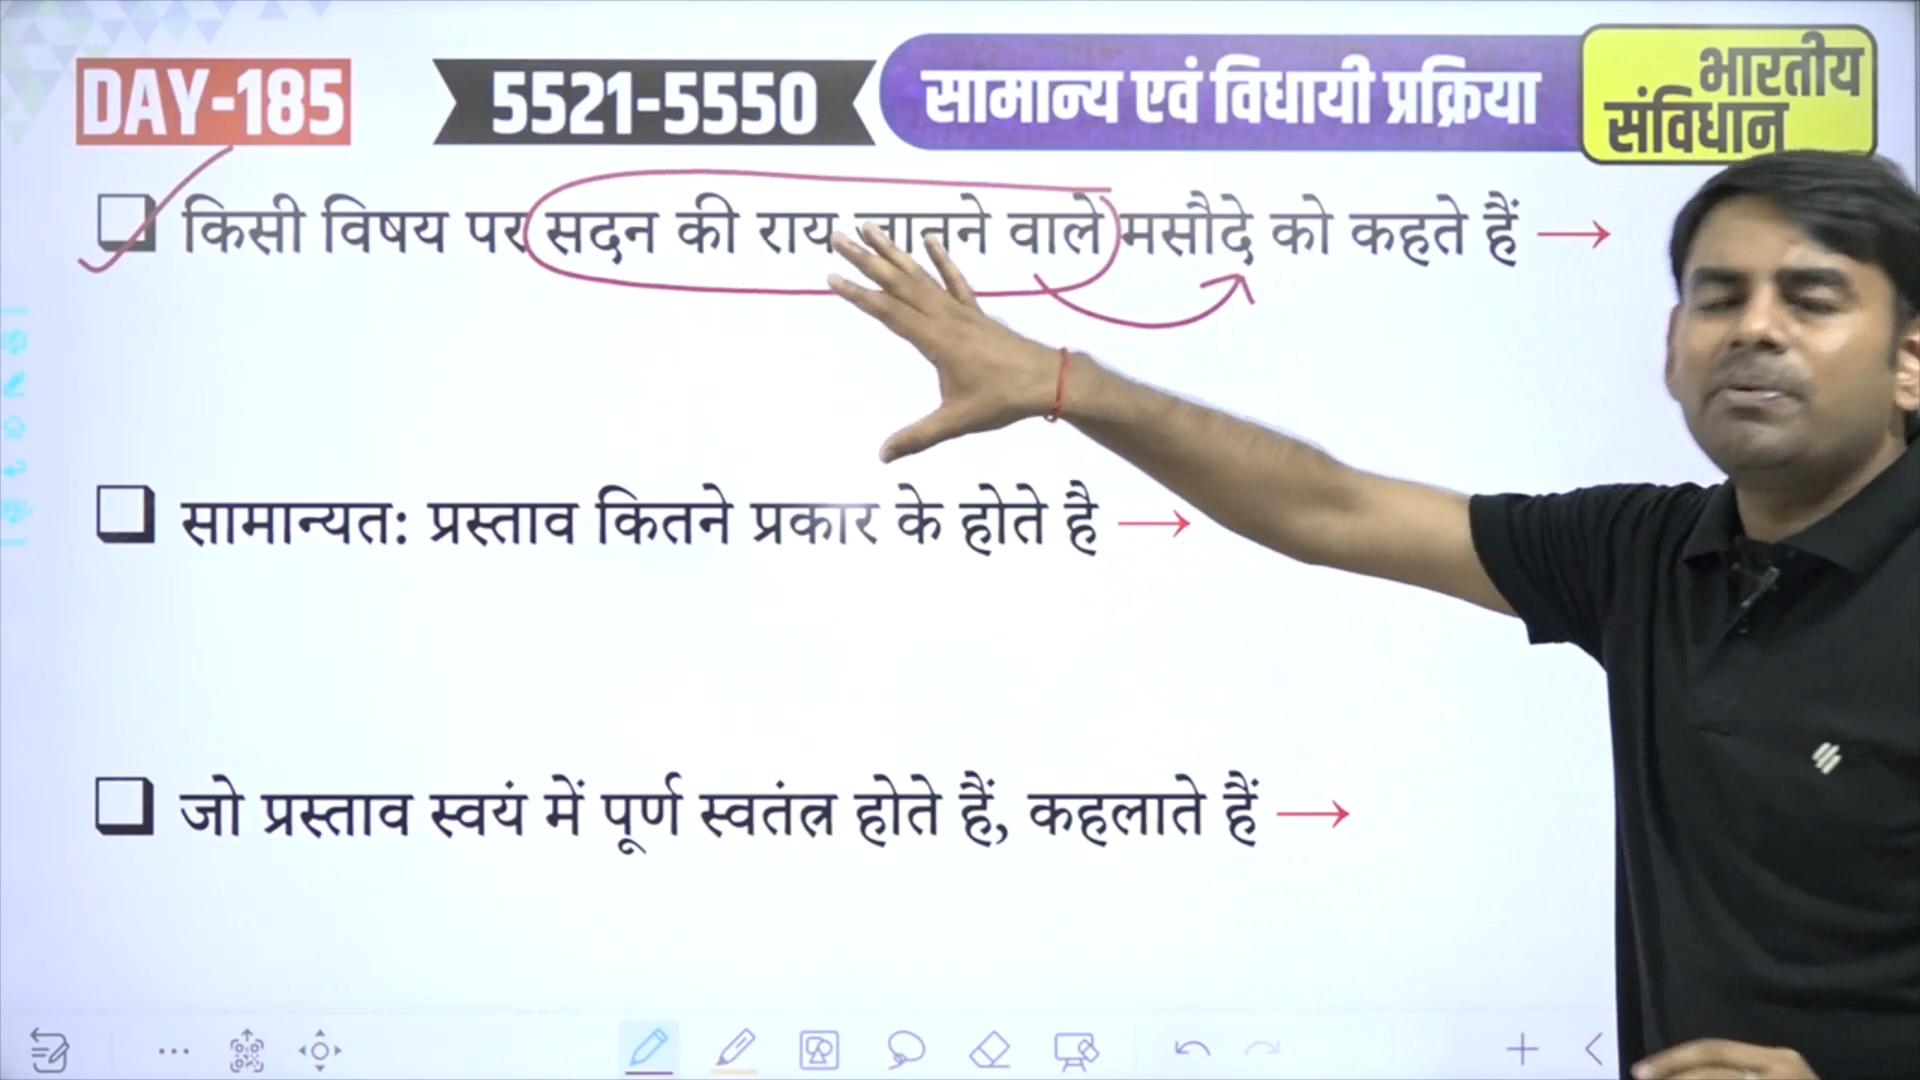 DAY-185
5521-5550
सामान्य एवं विधायी प्रक्रिया
भारतीय
संविधान
किसी विषय पर सदन की राय जानने वाले मसौदे को कहते हैं →
सामान्यत: प्रस्ताव कितने प्रकार के होते है →
जो प्रस्ताव स्वयं में पूर्ण स्वतंत्र होते हैं, कहलाते हैं →